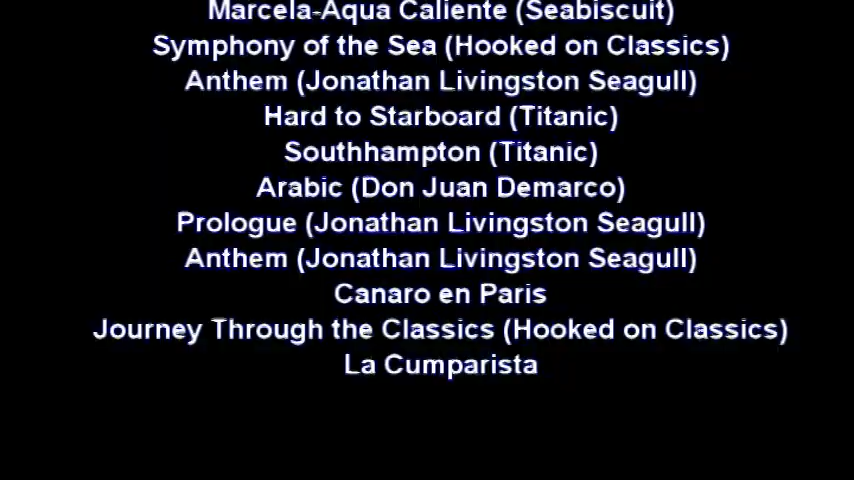 Marcela-Aqua Caliente (Seabiscuit)
Symphony of the Sea (Hooked on Classics)
Anthem (Jonathan Livingston Seagull)
Hard to Starboard (Titanic)
Southhampton (Titanic)
Arabic (Don Juan Demarco)
Prologue (Jonathan Livingston Seagull)
Anthem (Jonathan Livingston Seagull)
Canaro en Paris
Journey Through the Classics (Hooked on Classics)
La Cumparista